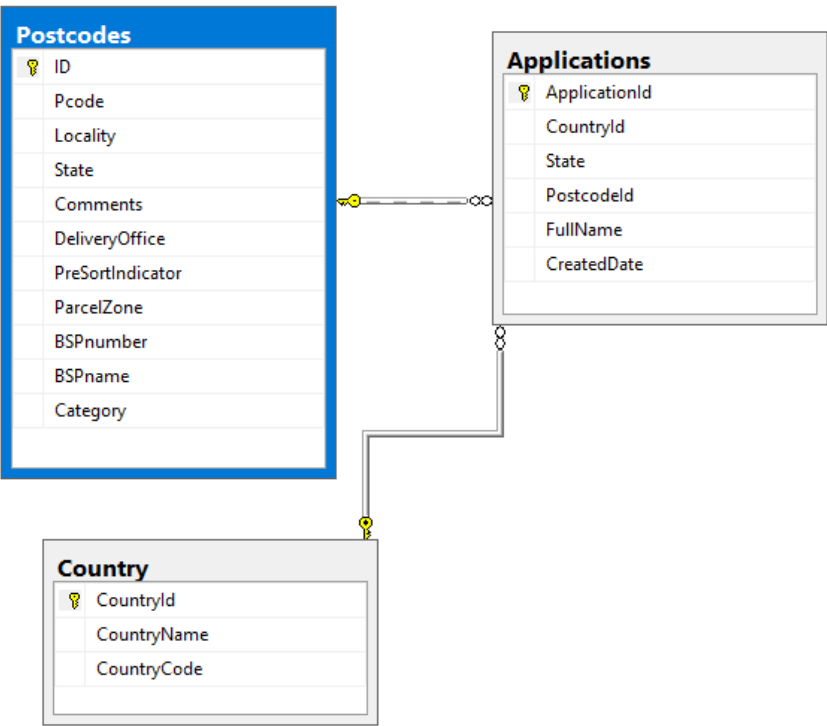 Postcodes
ID
Pcode
Locality
State
Comments
DeliveryOffice
PreSortIndicator
ParcelZone
BSPnumber
BSPname
Category
Applications
ApplicationId
CountryId
State
PostcodeId
FullName
CreatedDate
Country
CountryId
CountryName
CountryCode